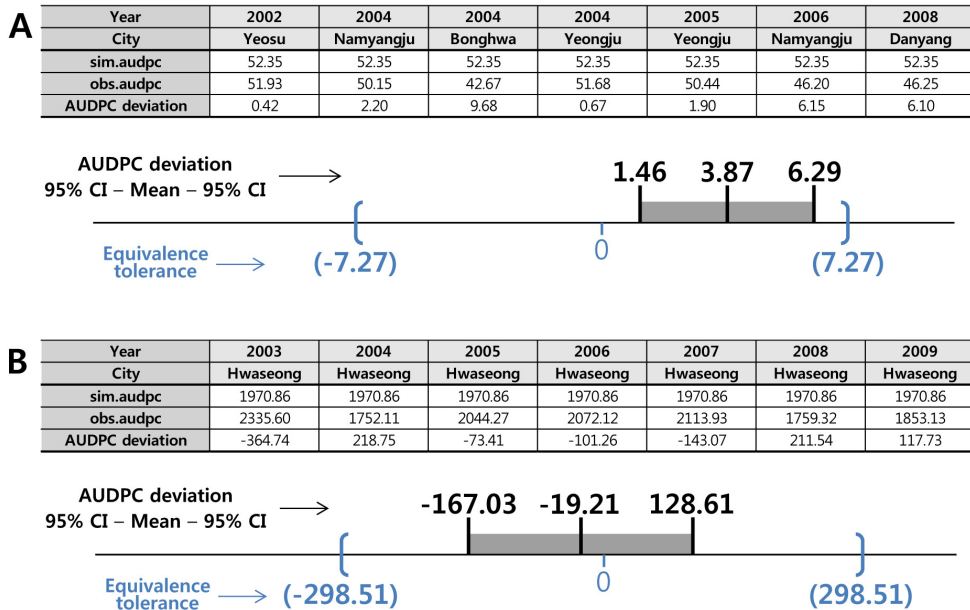 A
Year 2002 2004 2004 2004 2005 2006 2008
City Yeosu Namyangju Bonghwa Yeongju Yeongju Namyangju Danyang
sim.audpc 52.35 52.35 52.35 52.35 52.35 52.35 52.35
obs.audpc 51.93 50.15 42.67 51.68 50.44 46.20 46.25
AUDPC deviation 0.42 2.20 9.68 0.67 1.90 6.15 6.10
AUDPC deviation
95% CI – Mean – 95% CI
1.46 3.87 6.29
Equivalence
tolerance
(-7.27) 0 (7.27)
B
Year 2003 2004 2005 2006 2007 2008 2009
City Hwaseong Hwaseong Hwaseong Hwaseong Hwaseong Hwaseong Hwaseong
sim.audpc 1970.86 1970.86 1970.86 1970.86 1970.86 1970.86 1970.86
obs.audpc 2335.60 1752.11 2044.27 2072.12 2113.93 1759.32 1853.13
AUDPC deviation -364.74 218.75 -73.41 -101.26 -143.07 211.54 117.73
AUDPC deviation
95% CI – Mean – 95% CI
-167.03 -19.21 128.61
Equivalence
tolerance
(-298.51) 0 (298.51)